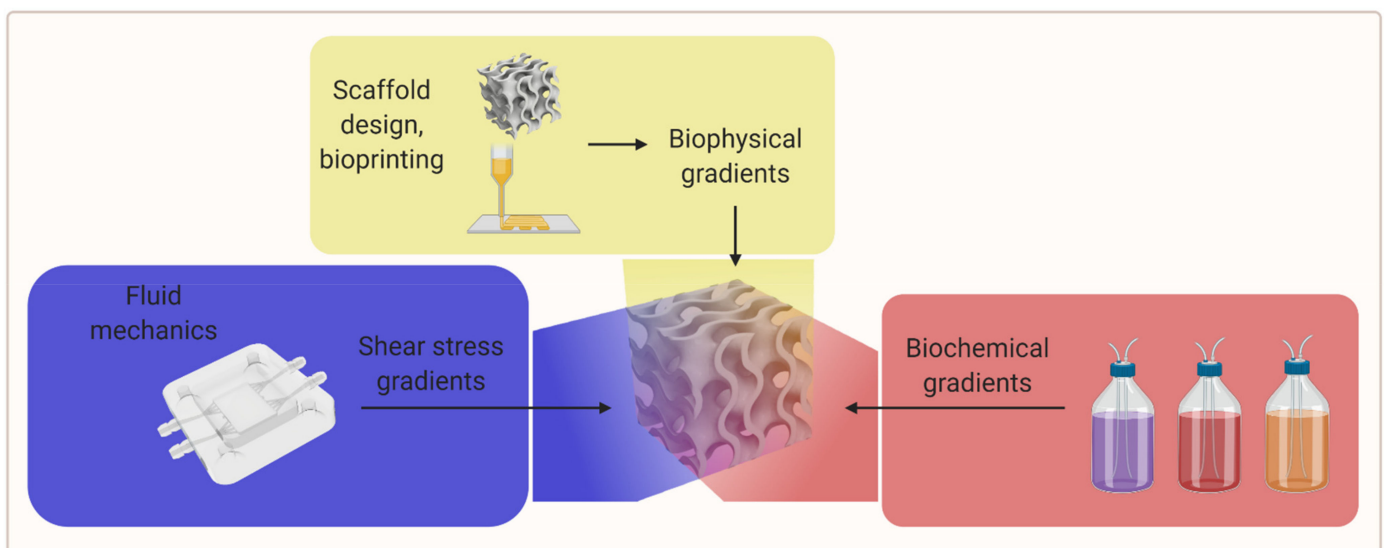 Scaffold
design,
bioprinting
Biophysical
gradients
Fluid
mechanics
Shear stress
gradients
Biochemical
gradients